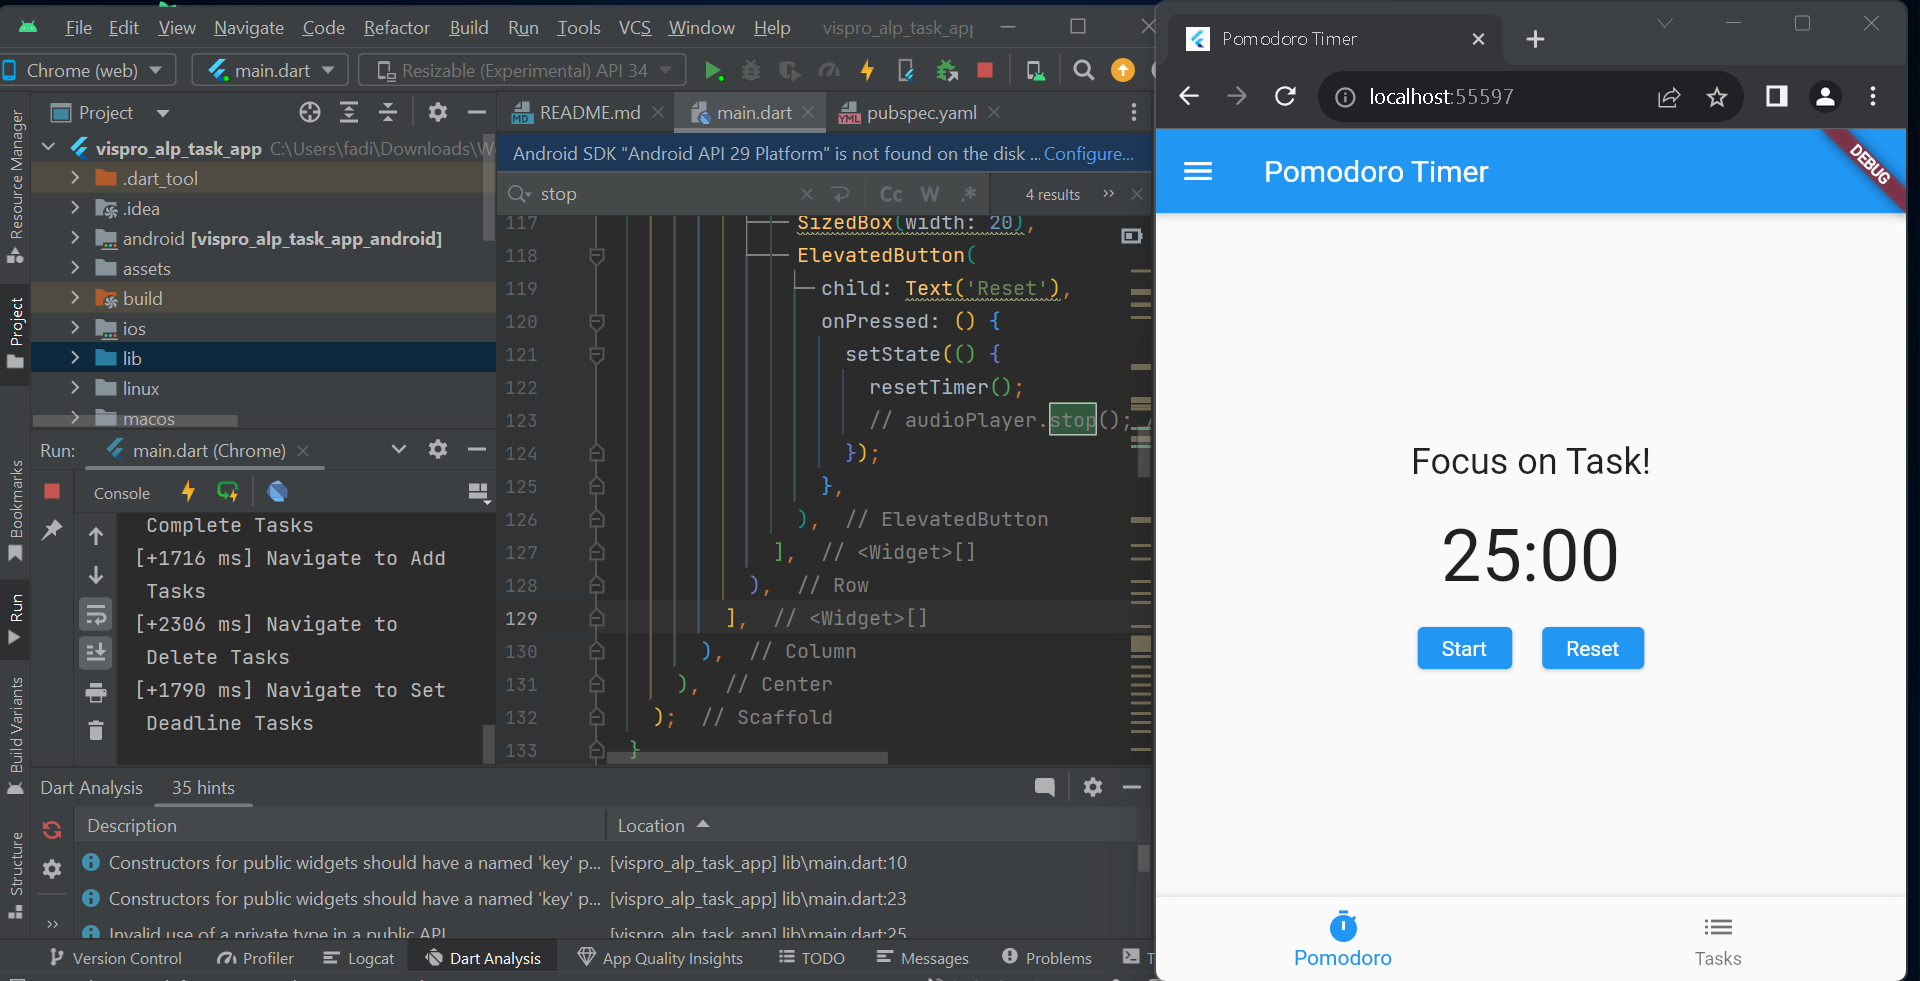 File Edit View Navigate Code Refactor Build Run Tools VCS Window Help vispro_alp_task_app
Chrome (web) main.dart Resizable (Experimental) API 34
Project
README.md main.dart pubspec.yaml
vispro_alp_task_app C:\Users\fadi\Downloads\W
.dart_tool
.idea
android [vispro_alp_task_app_android]
assets
build
ios
lib
linux
macos
Resource Manager
Project
Bookmarks
Run
Build Variants
Structure
Android SDK "Android API 29 Platform" is not found on the disk ... Configure...
stop Cc W .* 4 results
117 SizedBox(width: 20),
118 ElevatedButton(
119 child: Text('Reset'),
120 onPressed: () {
121 setState(() {
122 resetTimer();
123 // audioPlayer.stop(); /
124 });
125 },
126 ), // ElevatedButton
127 ], // <Widget>[]
128 ), // Row
129 ], // <Widget>[]
130 ), // Column
131 ), // Center
132 ); // Scaffold
133 }
Run: main.dart (Chrome)
Console
Complete Tasks
[+1716 ms] Navigate to Add
Tasks
[+2306 ms] Navigate to
Delete Tasks
[+1790 ms] Navigate to Set
Deadline Tasks
Dart Analysis 35 hints
Description Location
Constructors for public widgets should have a named 'key' p... [vispro_alp_task_app] lib\main.dart:10
Constructors for public widgets should have a named 'key' p... [vispro_alp_task_app] lib\main.dart:23
Invalid use of a private type in a public API [vispro_alp_task_app] lib\main.dart:25
Version Control Profiler Logcat Dart Analysis App Quality Insights TODO Messages Problems T
Pomodoro Timer
localhost:55597
Pomodoro Timer
DEBUG
Focus on Task!
25:00
Start Reset
Pomodoro Tasks